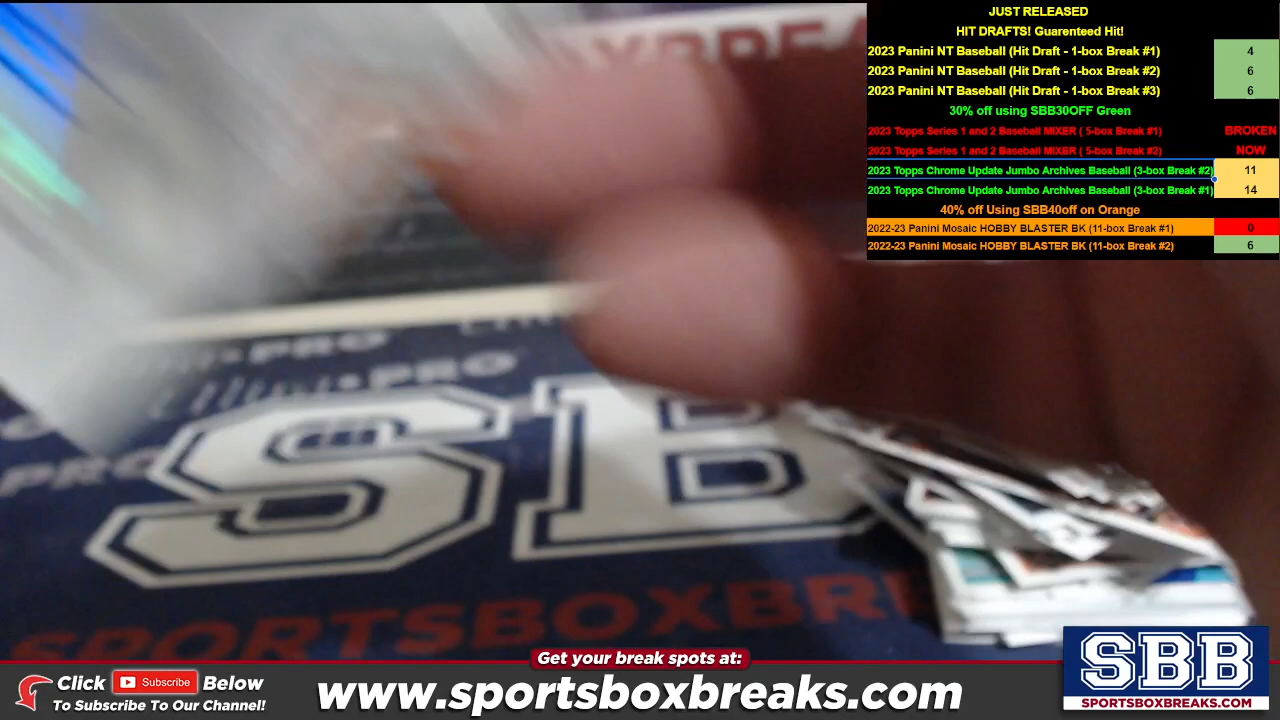 JUST RELEASED
HIT DRAFTS! Guarenteed Hit!
2023 Panini NT Baseball (Hit Draft - 1-box Break #1) 4
2023 Panini NT Baseball (Hit Draft - 1-box Break #2) 6
2023 Panini NT Baseball (Hit Draft - 1-box Break #3) 6
30% off using SBB30OFF Green
2023 Topps Series 1 and 2 Baseball MIXER ( 5-box Break #1) BROKEN
2023 Topps Series 1 and 2 Baseball MIXER ( 5-box Break #2) NOW
2023 Topps Chrome Update Jumbo Archives Baseball (3-box Break #2) 11
2023 Topps Chrome Update Jumbo Archives Baseball (3-box Break #1) 14
40% off Using SBB40off on Orange
2022-23 Panini Mosaic HOBBY BLASTER BK (11-box Break #1) 0
2022-23 Panini Mosaic HOBBY BLASTER BK (11-box Break #2) 6
PRO
PRO
PRO
SB
SPORTSBOXBR
Get your break spots at:
Click Subscribe Below
To Subscribe To Our Channel!
www.sportsboxbreaks.com
SBB
SPORTSBOXBREAKS.COM